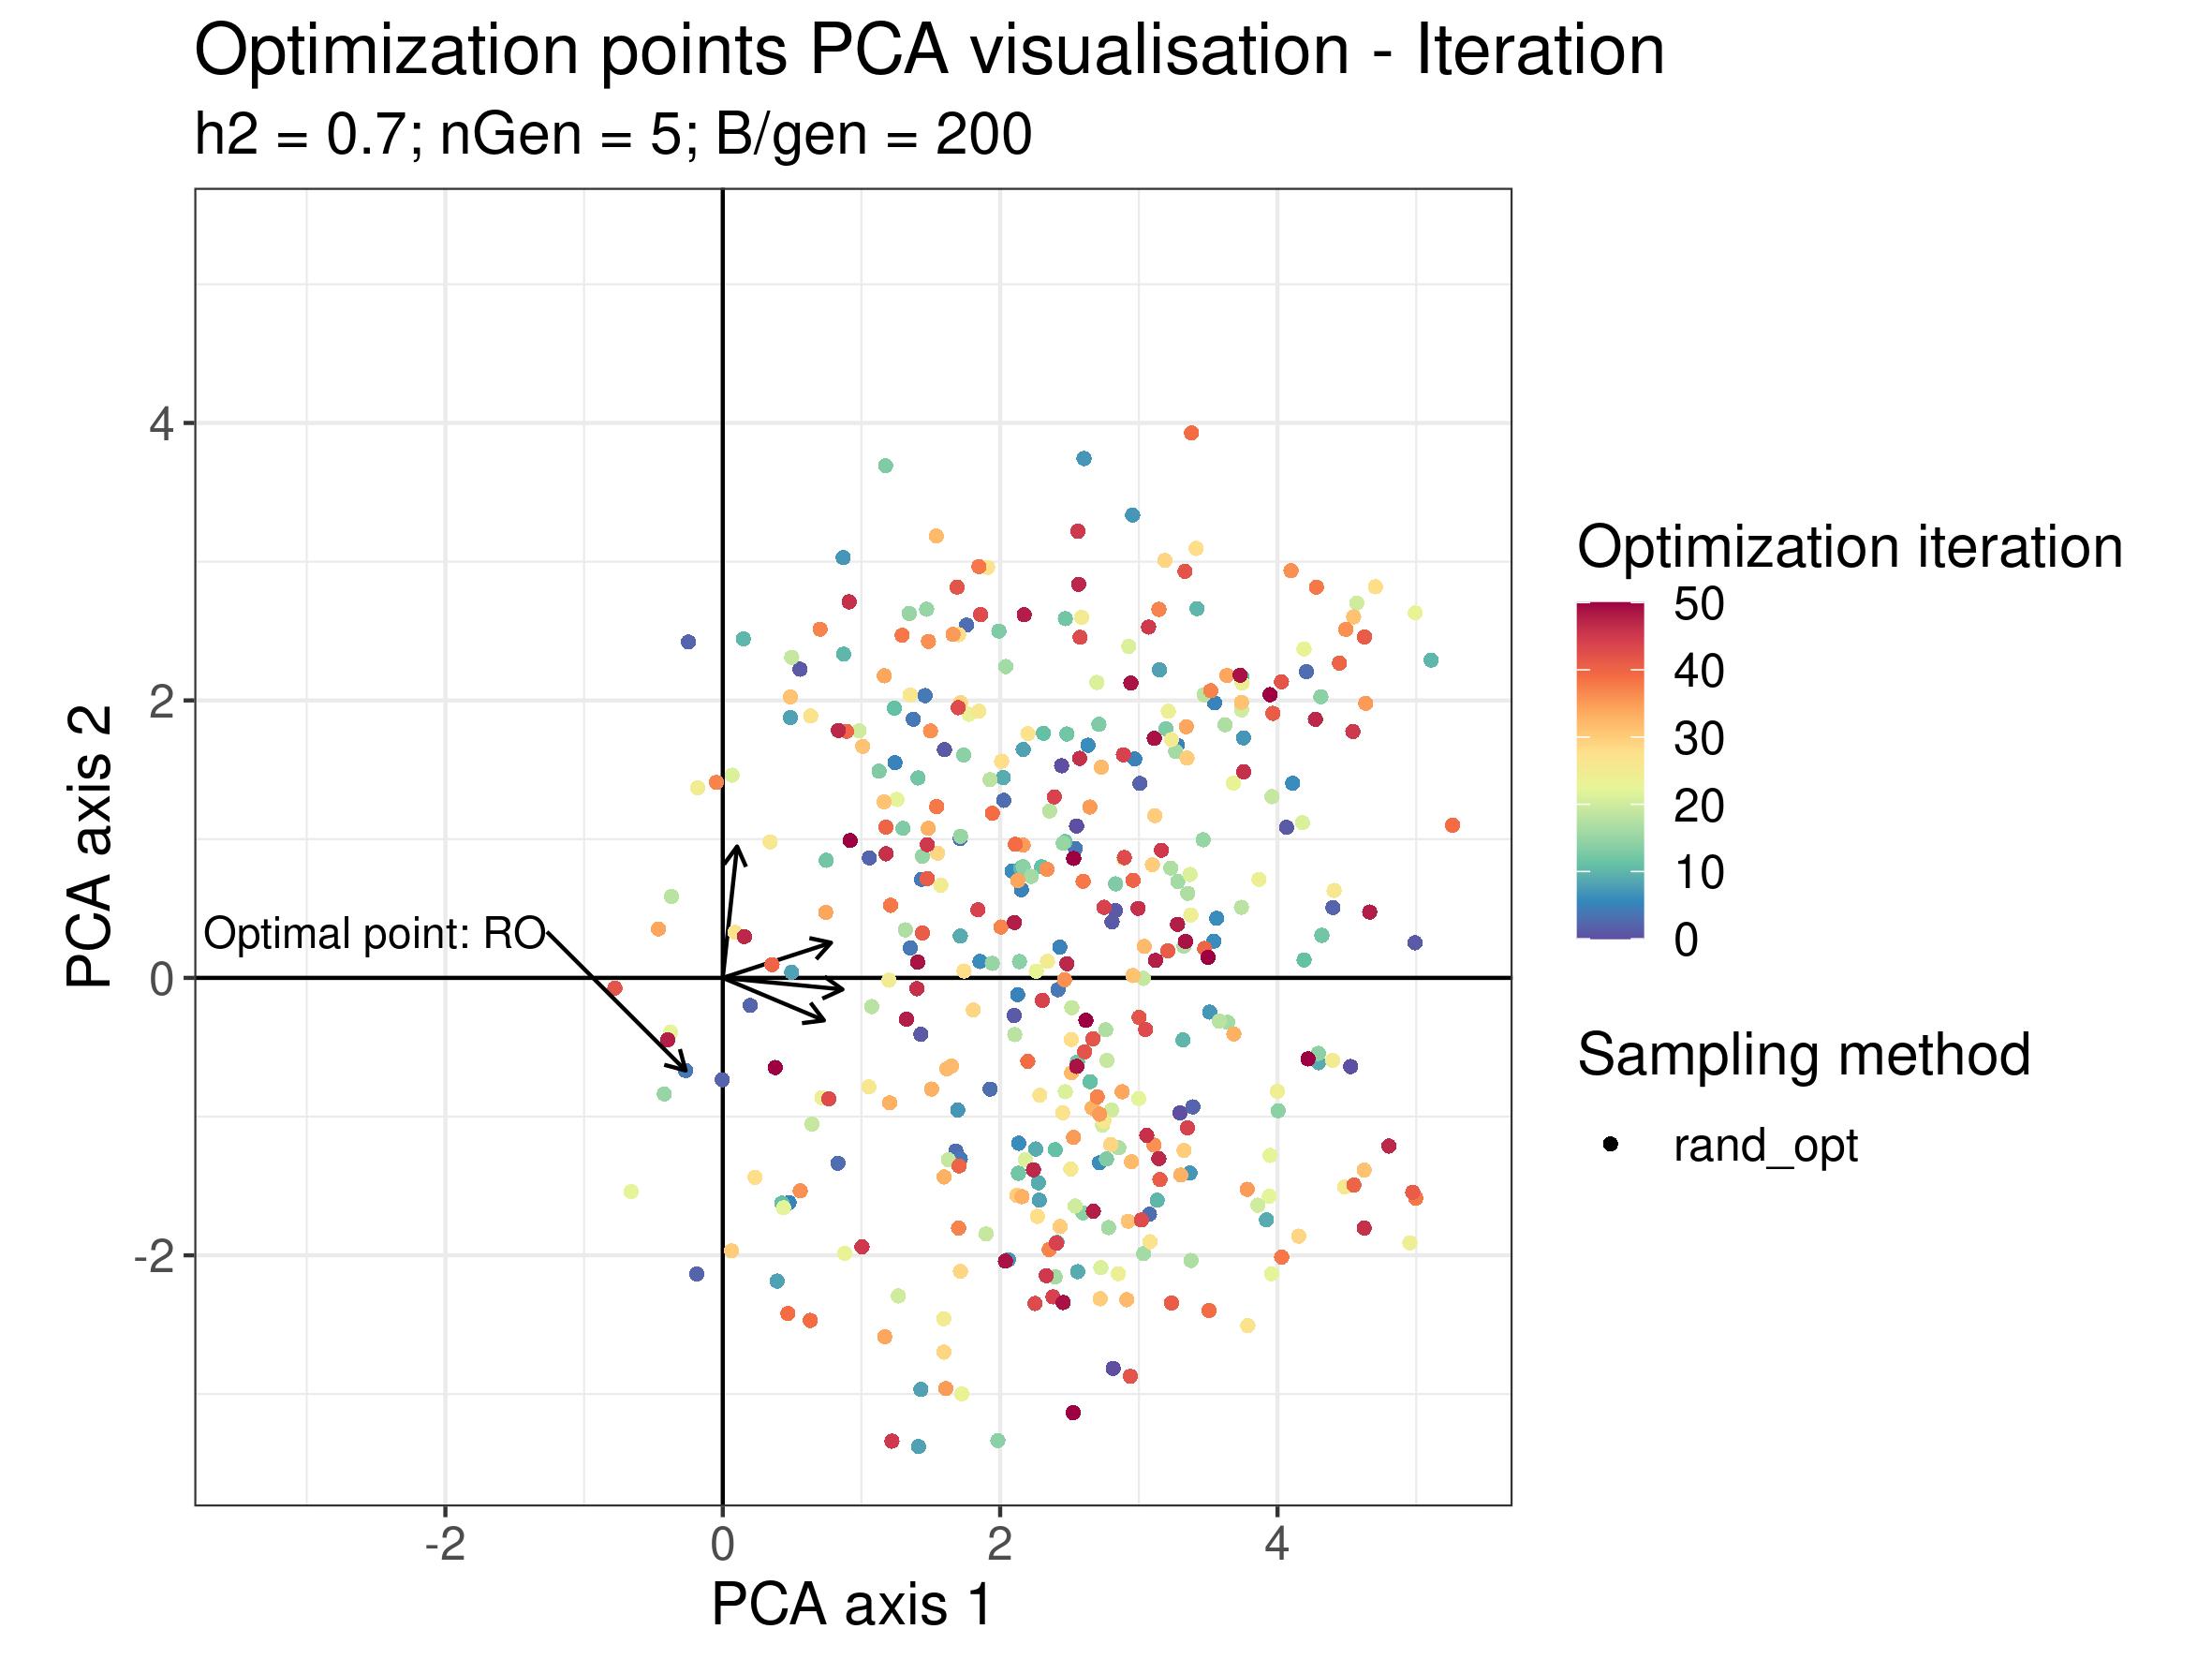 Optimization points PCA visualisation - Iteration
h2 = 0.7; nGen = 5; B/gen = 200
PCA axis 2
4
2
0
-2
Optimal point: RO
-2
0
2
4
PCA axis 1
Optimization iteration
50
40
30
20
10
0
Sampling method
rand_opt